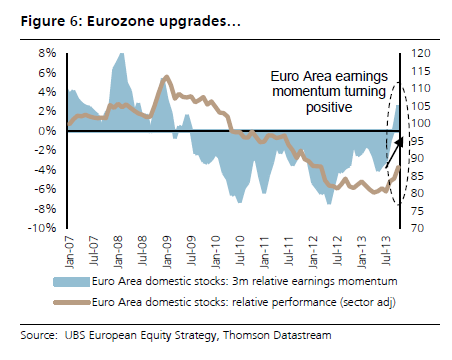 Figure 6: Eurozone upgrades…
8%
6%
4%
2%
0%
-2%
-4%
-6%
-8%
-10%
120
115
110
105
100
95
90
85
80
75
70
Euro Area earnings
momentum turning
positive
Jan-07
Jul-07
Jan-08
Jul-08
Jan-09
Jul-09
Jan-10
Jul-10
Jan-11
Jul-11
Jan-12
Jul-12
Jan-13
Jul-13
Euro Area domestic stocks: 3m relative earnings momentum
Euro Area domestic stocks: relative performance (sector adj)
Source: UBS European Equity Strategy, Thomson Datastream